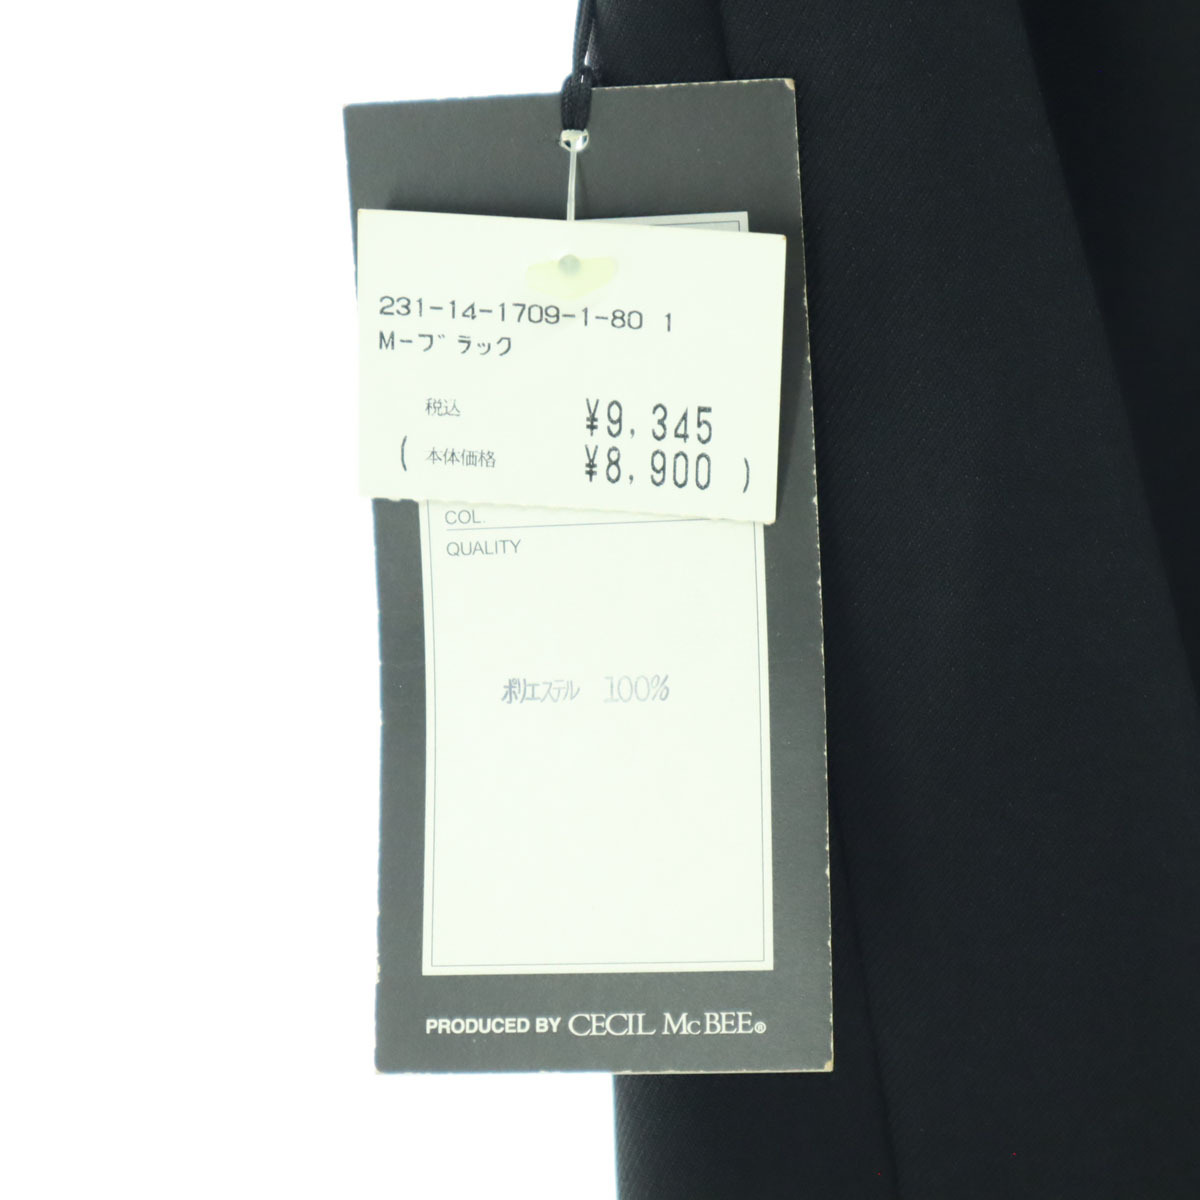 231-14-1709-1-80 1
M-ブラック
税込 ¥9,345
( 本体価格 ¥8,900 )
COL.
QUALITY
ポリエステル 100%
PRODUCED BY CECIL McBEE®